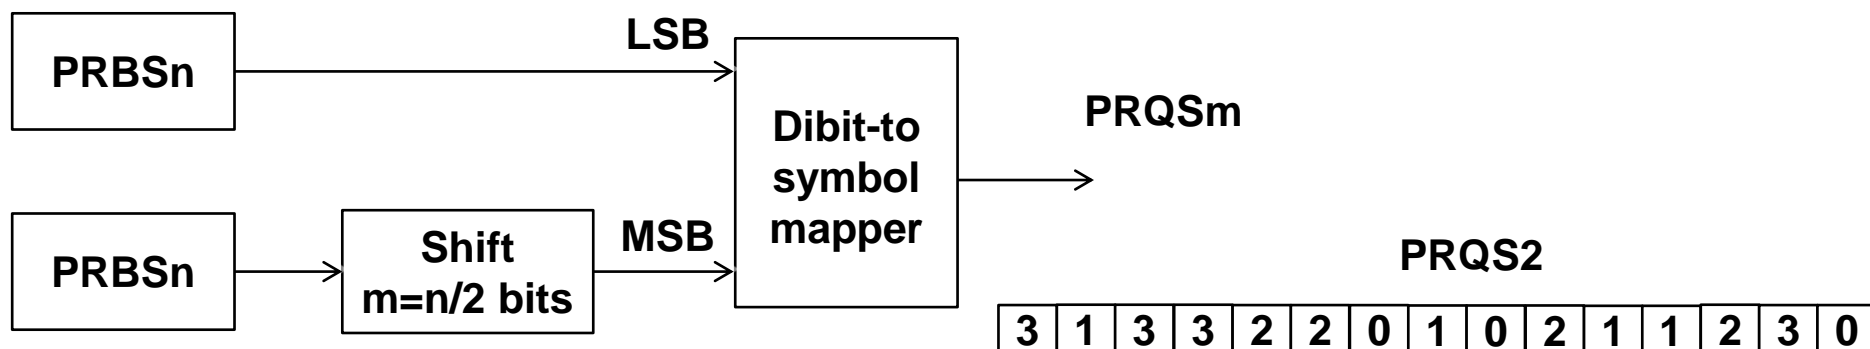 PRBSn
LSB
Dibit-to
symbol
mapper
PRQSm
PRBSn
Shift
m=n/2 bits
MSB
PRQS2
3 1 3 3 2 2 0 1 0 2 1 1 2 3 0